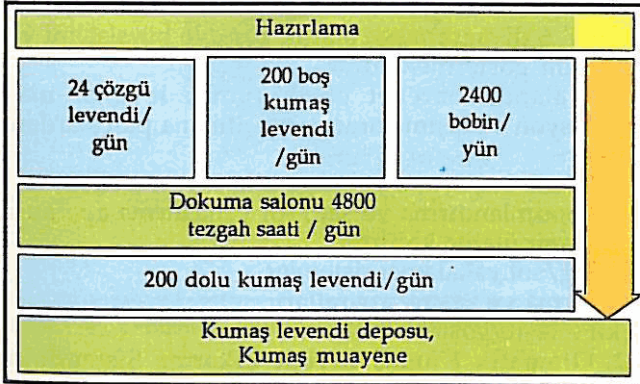 Hazırlama
24 çözgü
levendi/
gün
200 boş
kumaş
levendi
/gün
2400
bobin/
yün
Dokuma salonu 4800
tezgah saati / gün
200 dolu kumaş levendi/gün
Kumaş levendi deposu,
Kumaş muayene